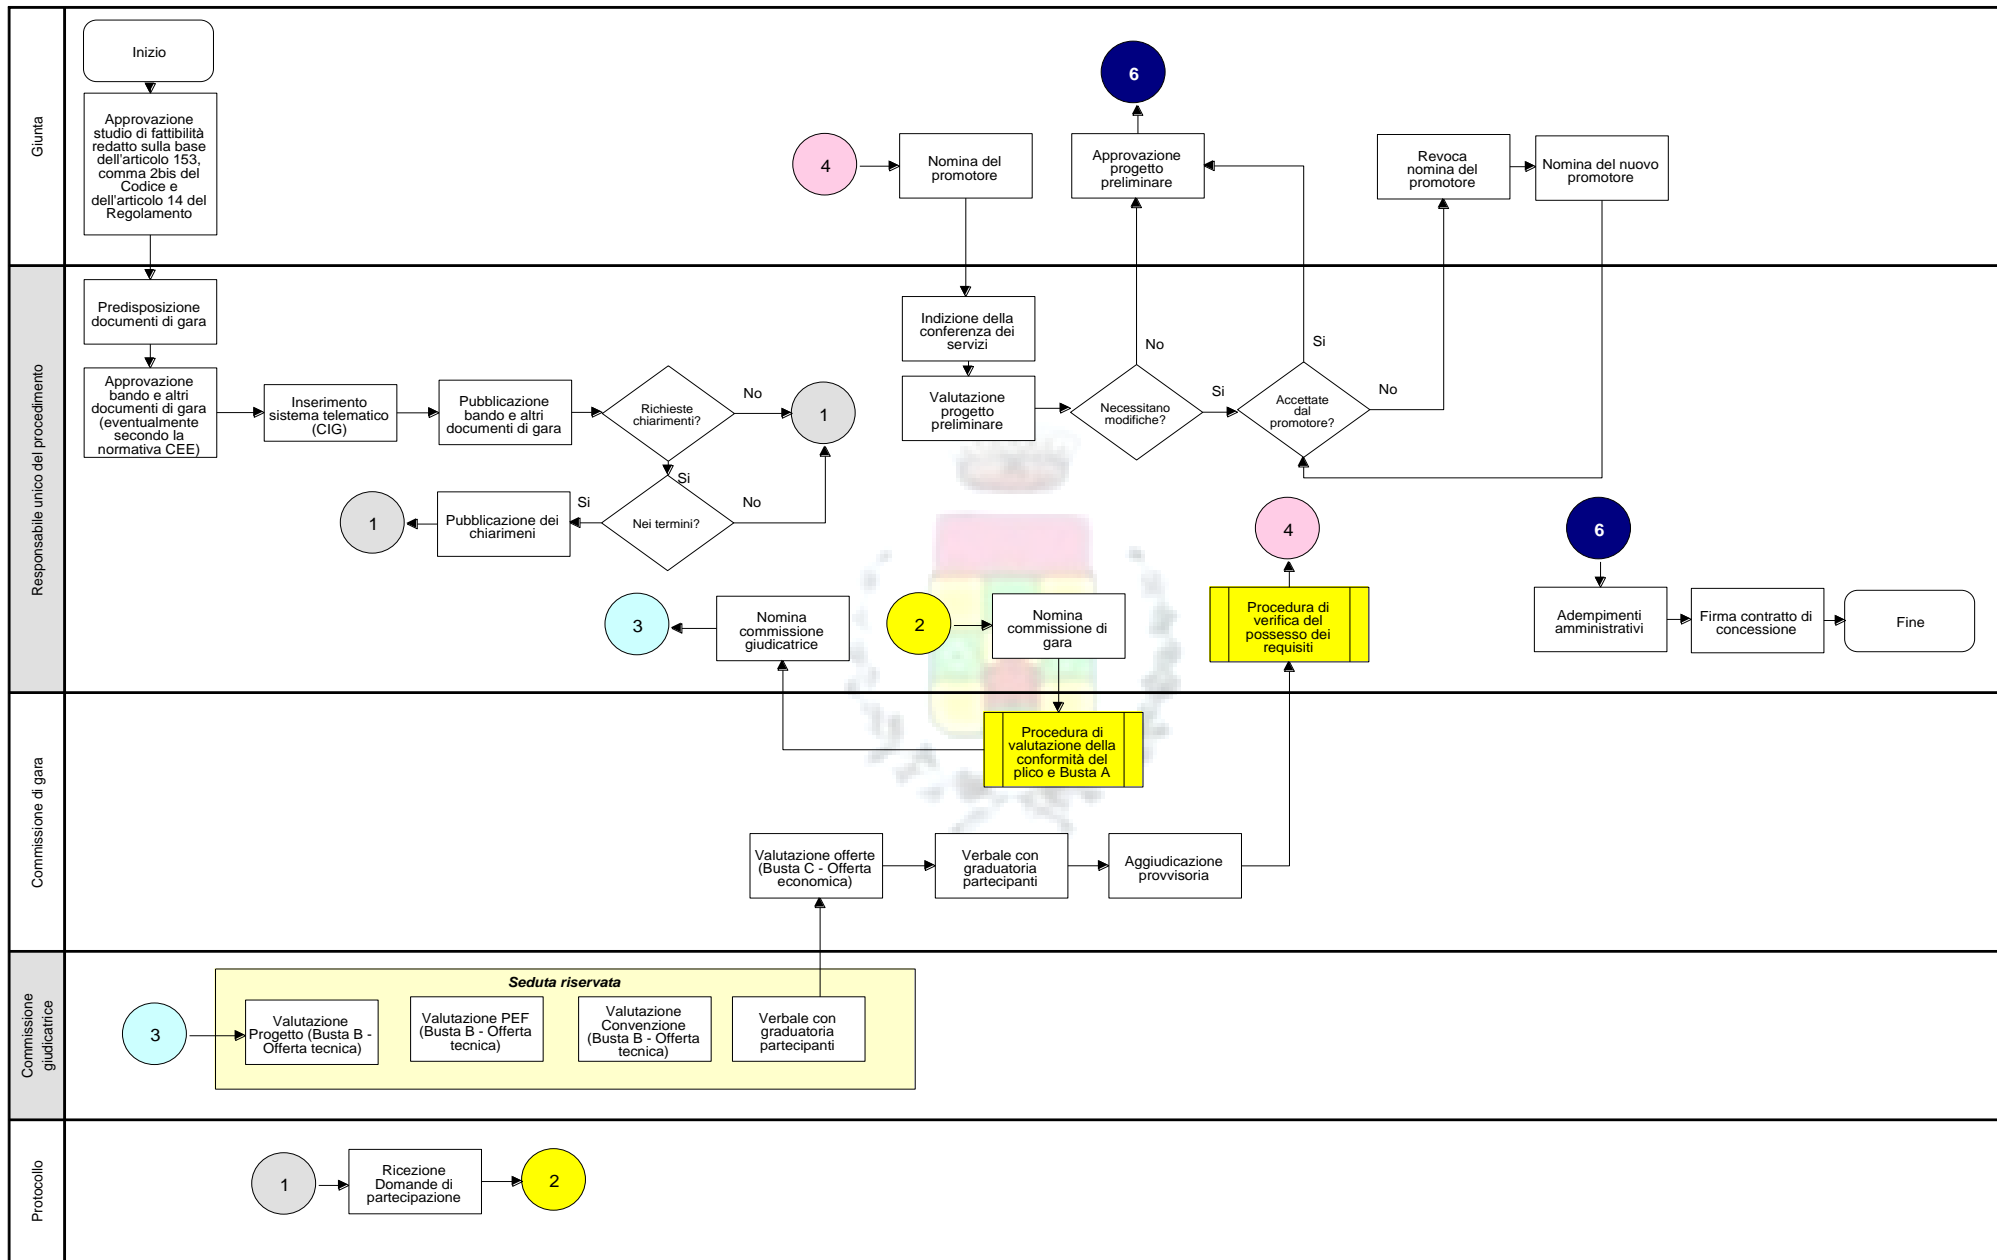 Giunta
Inizio
Approvazione
studio di fattibilità
redatto sulla base
dell'articolo 153,
comma 2bis del
Codice e
dell'articolo 14 del
Regolamento
4
Nomina del
promotore
6
Approvazione
progetto
preliminare
Revoca
nomina del
promotore
Nomina del nuovo
promotore
Responsabile unico del procedimento
Predisposizione
documenti di gara
Approvazione
bando e altri
documenti di gara
(eventualmente
secondo la
normativa CEE)
Inserimento
sistema telematico
(CIG)
Pubblicazione
bando e altri
documenti di gara
Richieste
chiarimenti?
No
1
Si
Nei termini?
No
Si
Pubblicazione dei
chiarimeni
1
Indizione della
conferenza dei
servizi
Valutazione
progetto
preliminare
Necessitano
modifiche?
No
Si
Accettate
dal
promotore?
Si
No
3
Nomina
commissione
giudicatrice
2
Nomina
commissione di
gara
4
Procedura di
verifica del
possesso dei
requisiti
6
Adempimenti
amministrativi
Firma contratto di
concessione
Fine
Commissione di gara
Procedura di
valutazione della
conformità del
plico e Busta A
Valutazione offerte
(Busta C - Offerta
economica)
Verbale con
graduatoria
partecipanti
Aggiudicazione
provvisoria
Commissione
giudicatrice
3
Seduta riservata
Valutazione
Progetto (Busta B -
Offerta tecnica)
Valutazione PEF
(Busta B - Offerta
tecnica)
Valutazione
Convenzione
(Busta B - Offerta
tecnica)
Verbale con
graduatoria
partecipanti
Protocollo
1
Ricezione
Domande di
partecipazione
2